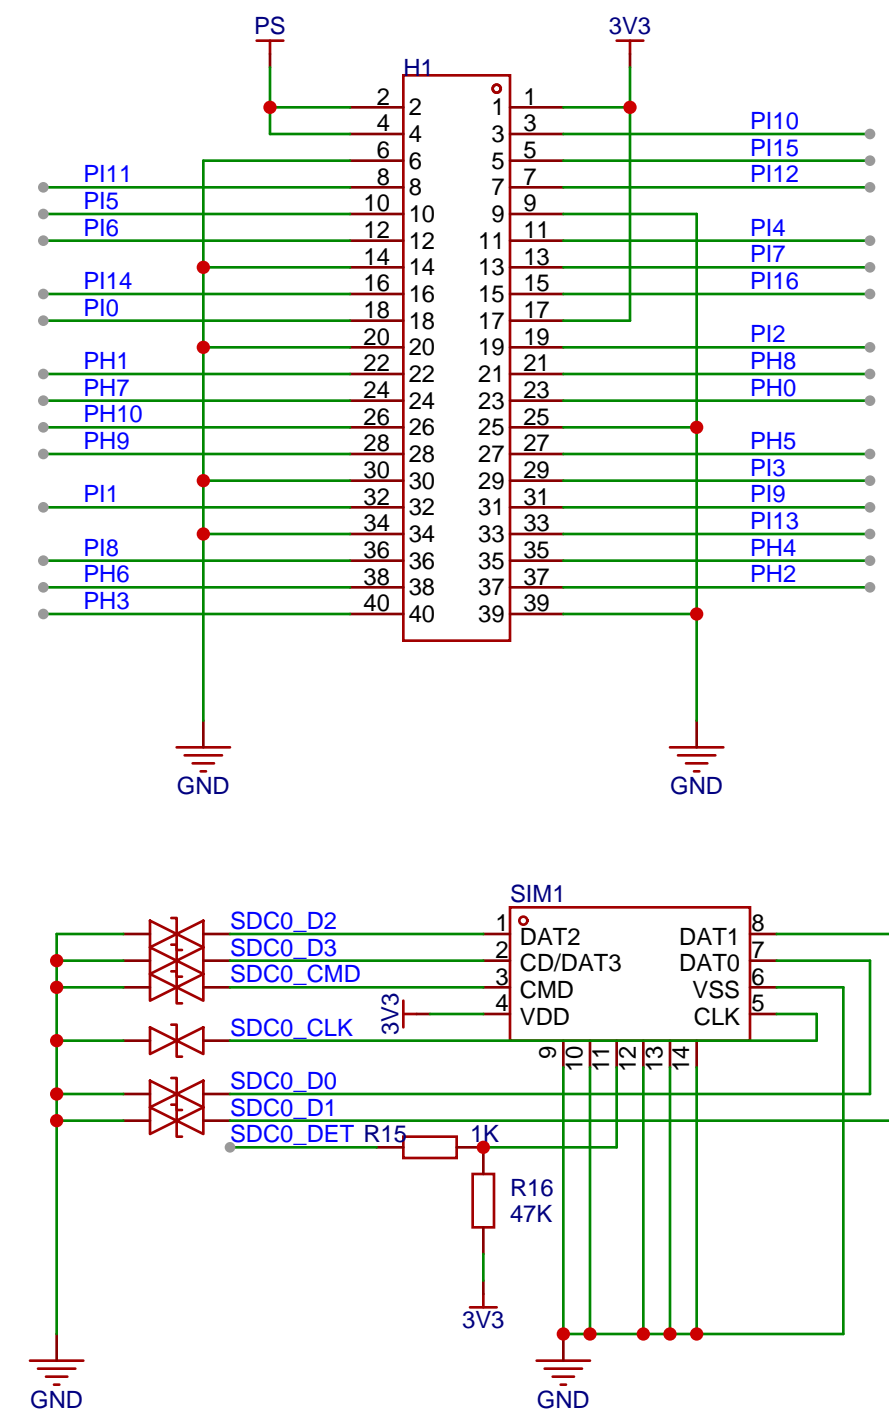 PS 3V3
H1
2 2 1 1
4 4 3 3 PI10
6 6 5 5 PI15
PI11 8 8 7 7 PI12
PI5 10 10 9 9
PI6 12 12 11 11 PI4
14 14 13 13 PI7
PI14 16 16 15 15 PI16
PI0 18 18 17 17
20 20 19 19 PI2
PH1 22 22 21 21 PH8
PH7 24 24 23 23 PH0
PH10 26 26 25 25
PH9 28 28 27 27 PH5
30 30 29 29 PI3
PI1 32 32 31 31 PI9
34 34 33 33 PI13
PI8 36 36 35 35 PH4
PH6 38 38 37 37 PH2
PH3 40 40 39 39
GND GND
SIM1
SDC0_D2 1 DAT2 DAT1 8
SDC0_D3 2 CD/DAT3 DAT0 7
SDC0_CMD 3 CMD VSS 6
3V3 4 VDD CLK 5
SDC0_CLK
9 10 11 12 13 14
SDC0_D0
SDC0_D1
SDC0_DET R15 1K
R16
47K
3V3
GND GND